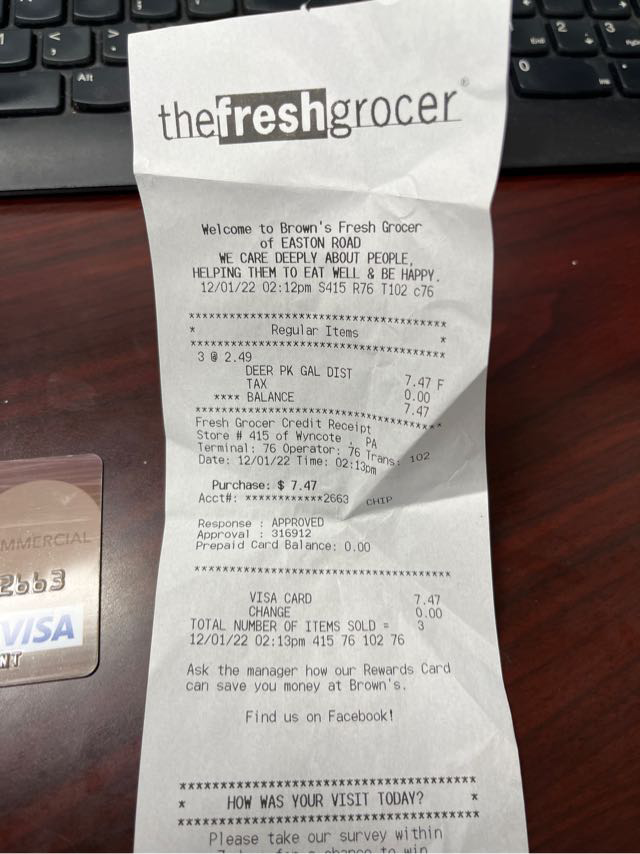 thefreshgrocer®
Welcome to Brown's Fresh Grocer
of EASTON ROAD
WE CARE DEEPLY ABOUT PEOPLE,
HELPING THEM TO EAT WELL & BE HAPPY.
12/01/22 02:12pm S415 R76 T102 c76
****************************************
* Regular Items *
****************************************
3 @ 2.49
DEER PK GAL DIST 7.47 F
TAX 0.00
**** BALANCE 7.47
****************************************
Fresh Grocer Credit Receipt
Store # 415 of Wyncote , PA
Terminal: 76 Operator: 76 Trans: 102
Date: 12/01/22 Time: 02:13pm
Purchase: $ 7.47
Acct#: ************2663 CHIP
Response : APPROVED
Approval : 316912
Prepaid Card Balance: 0.00
****************************************
VISA CARD 7.47
CHANGE 0.00
TOTAL NUMBER OF ITEMS SOLD = 3
12/01/22 02:13pm 415 76 102 76
Ask the manager how our Rewards Card
can save you money at Brown's.
Find us on Facebook!
****************************************
* HOW WAS YOUR VISIT TODAY? *
****************************************
Please take our survey within
MMERCIAL
2663
VISA
NT
Alt
End
2
3
0